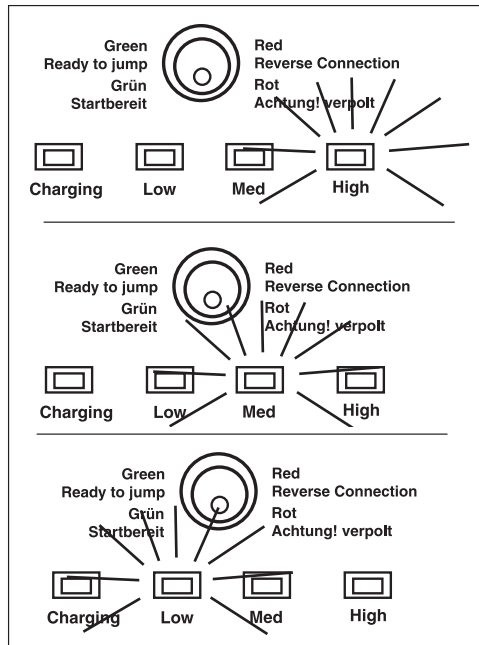 Green
Ready to jump
Grün
Startbereit
Red
Reverse Connection
Rot
Achtung! verpolt
Charging Low Med High
Green
Ready to jump
Grün
Startbereit
Red
Reverse Connection
Rot
Achtung! verpolt
Charging Low Med High
Green
Ready to jump
Grün
Startbereit
Red
Reverse Connection
Rot
Achtung! verpolt
Charging Low Med High